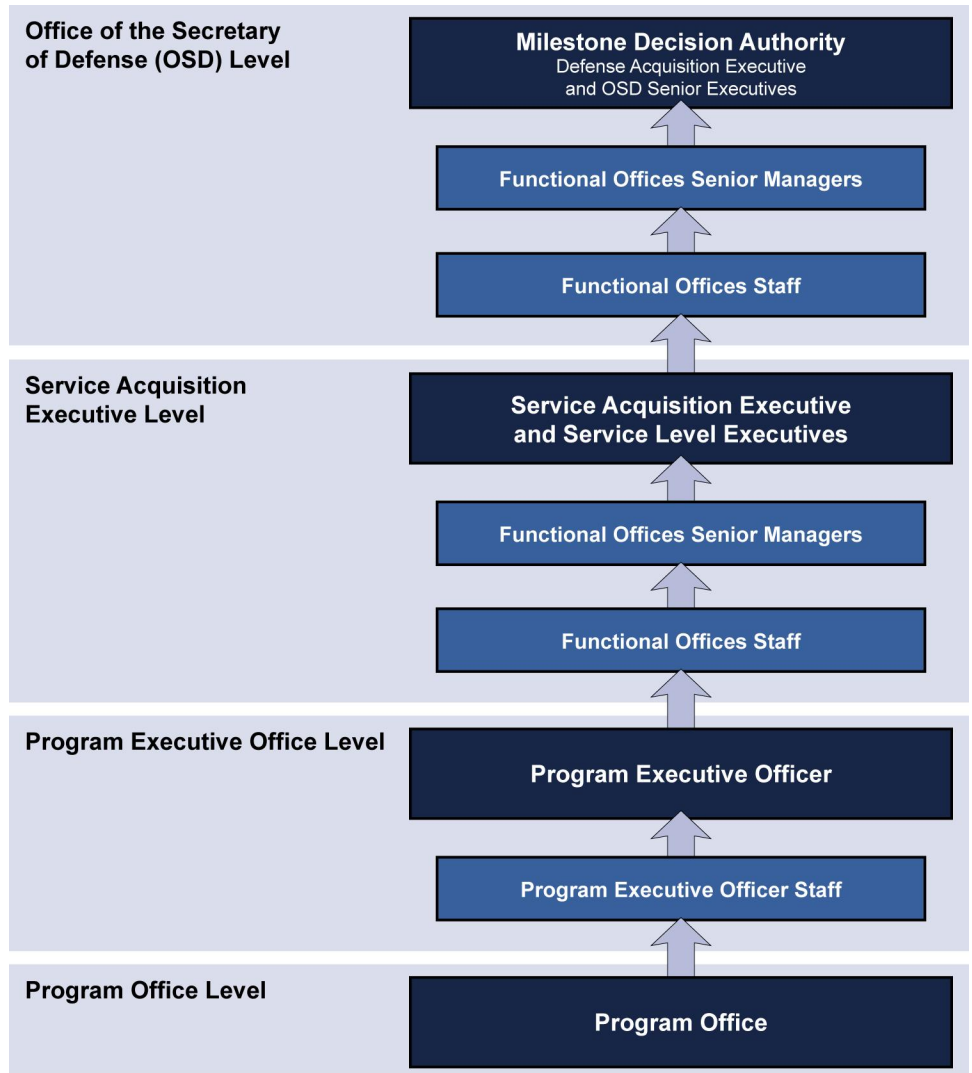 Office of the Secretary
of Defense (OSD) Level
Milestone Decision Authority
Defense Acquisition Executive
and OSD Senior Executives
Functional Offices Senior Managers
Functional Offices Staff
Service Acquisition
Executive Level
Service Acquisition Executive
and Service Level Executives
Functional Offices Senior Managers
Functional Offices Staff
Program Executive Office Level
Program Executive Officer
Program Executive Officer Staff
Program Office Level
Program Office